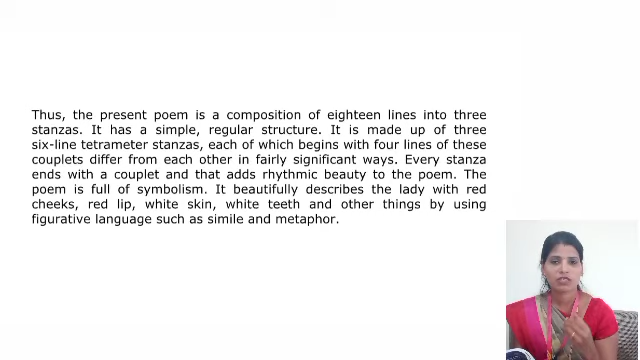 Thus, the present poem is a composition of eighteen lines into three
stanzas. It has a simple, regular structure. It is made up of three
six-line tetrameter stanzas, each of which begins with four lines of these
couplets differ from each other in fairly significant ways. Every stanza
ends with a couplet and that adds rhythmic beauty to the poem. The
poem is full of symbolism. It beautifully describes the lady with red
cheeks, red lip, white skin, white teeth and other things by using
figurative language such as simile and metaphor.